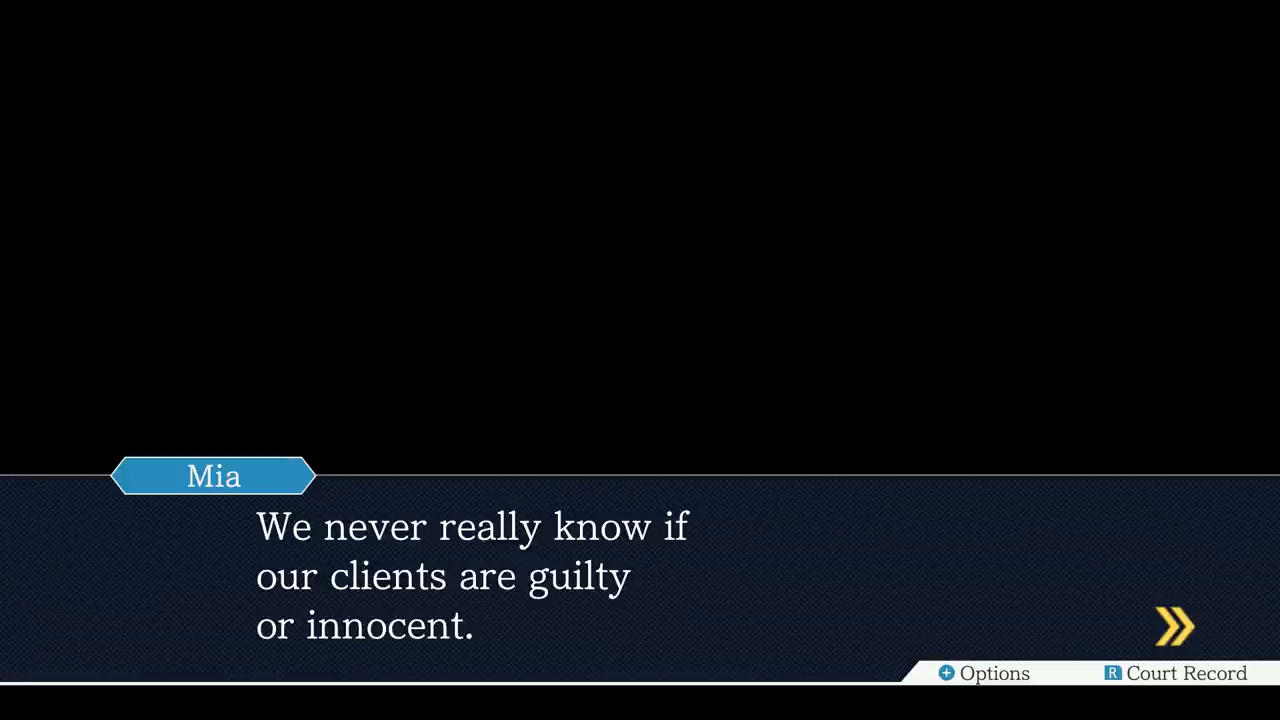 Mia
We never really know if
our clients are guilty
or innocent.
+ Options
R Court Record